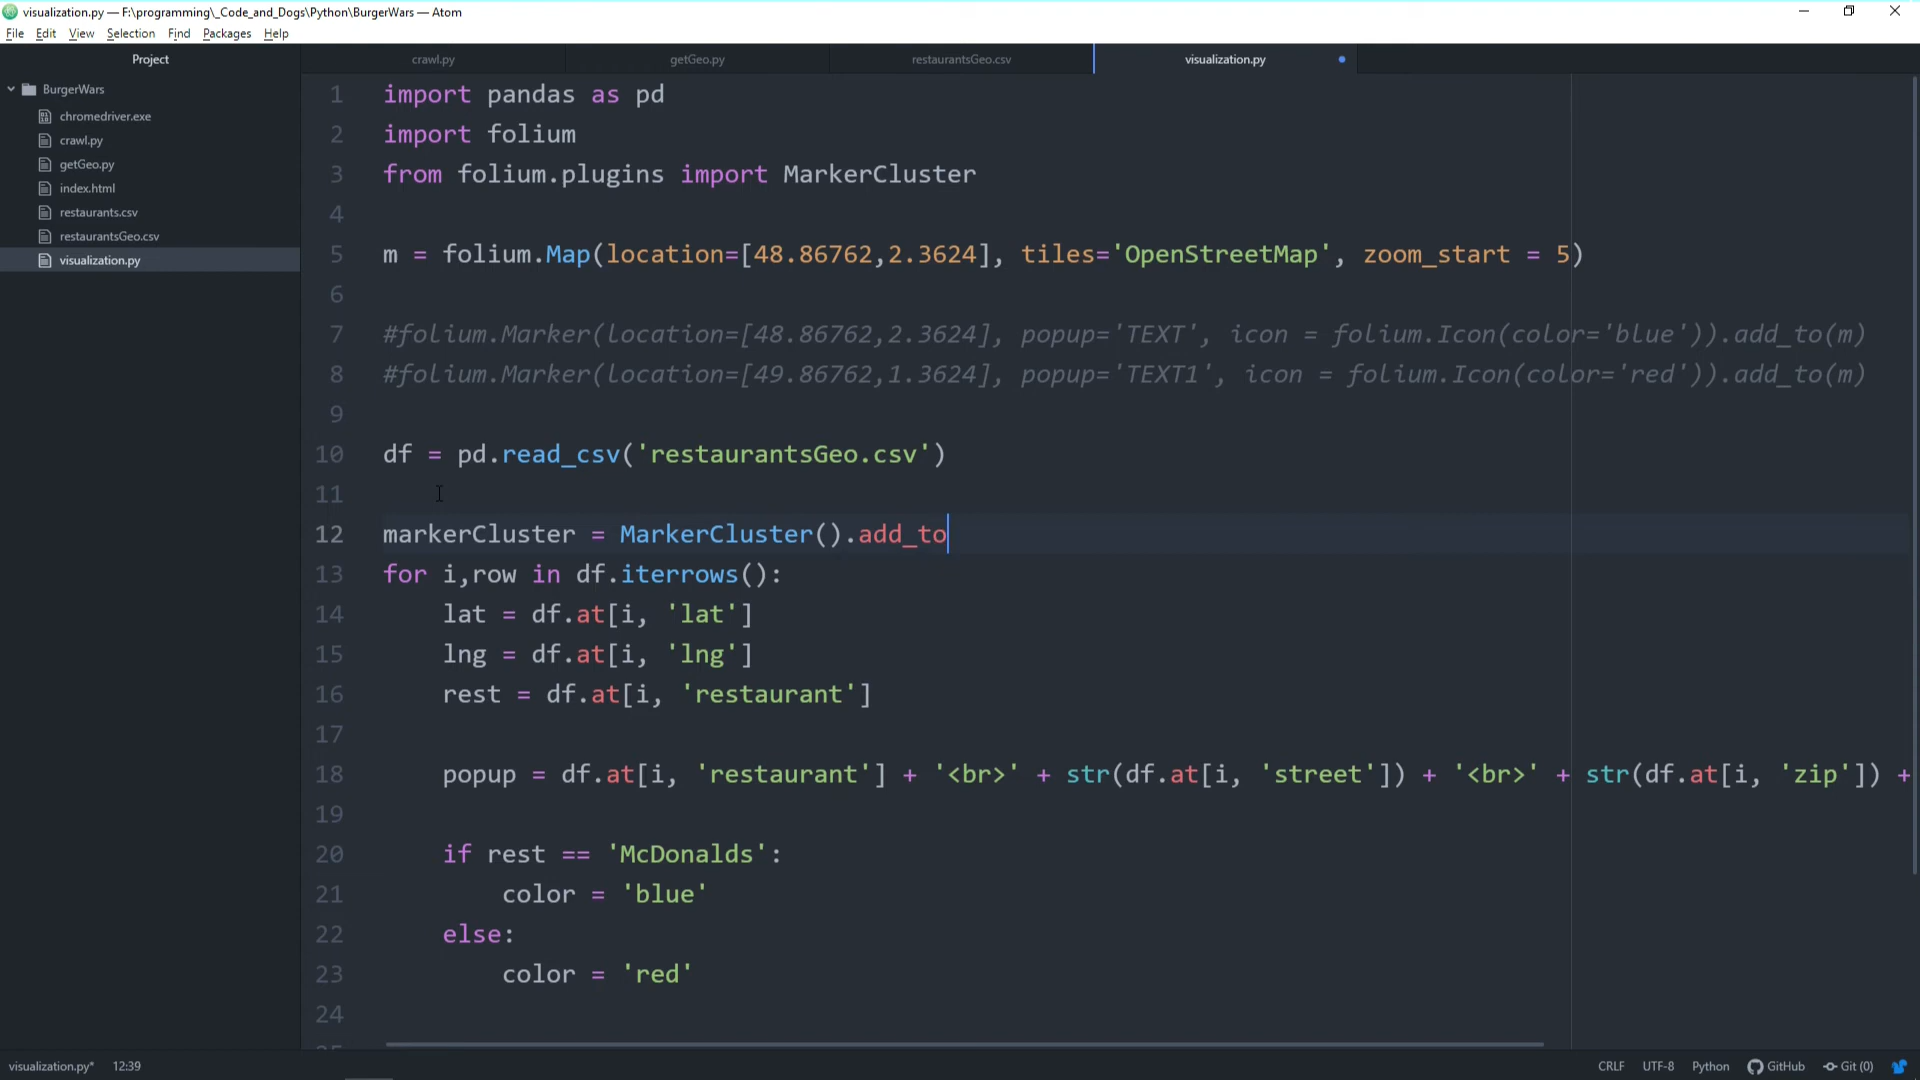 visualization.py — F:\programming\_Code_and_Dogs\Python\BurgerWars — Atom
File Edit View Selection Find Packages Help
Project
crawl.py getGeo.py restaurantsGeo.csv visualization.py
BurgerWars
chromedriver.exe
crawl.py
getGeo.py
index.html
restaurants.csv
restaurantsGeo.csv
visualization.py
1 import pandas as pd
2 import folium
3 from folium.plugins import MarkerCluster
4
5 m = folium.Map(location=[48.86762,2.3624], tiles='OpenStreetMap', zoom_start = 5)
6
7 #folium.Marker(location=[48.86762,2.3624], popup='TEXT', icon = folium.Icon(color='blue')).add_to(m)
8 #folium.Marker(location=[49.86762,1.3624], popup='TEXT1', icon = folium.Icon(color='red')).add_to(m)
9
10 df = pd.read_csv('restaurantsGeo.csv')
11
12 markerCluster = MarkerCluster().add_to
13 for i,row in df.iterrows():
14 lat = df.at[i, 'lat']
15 lng = df.at[i, 'lng']
16 rest = df.at[i, 'restaurant']
17
18 popup = df.at[i, 'restaurant'] + '<br>' + str(df.at[i, 'street']) + '<br>' + str(df.at[i, 'zip']) +
19
20 if rest == 'McDonalds':
21 color = 'blue'
22 else:
23 color = 'red'
24
visualization.py* 12:39 CRLF UTF-8 Python GitHub Git (0)